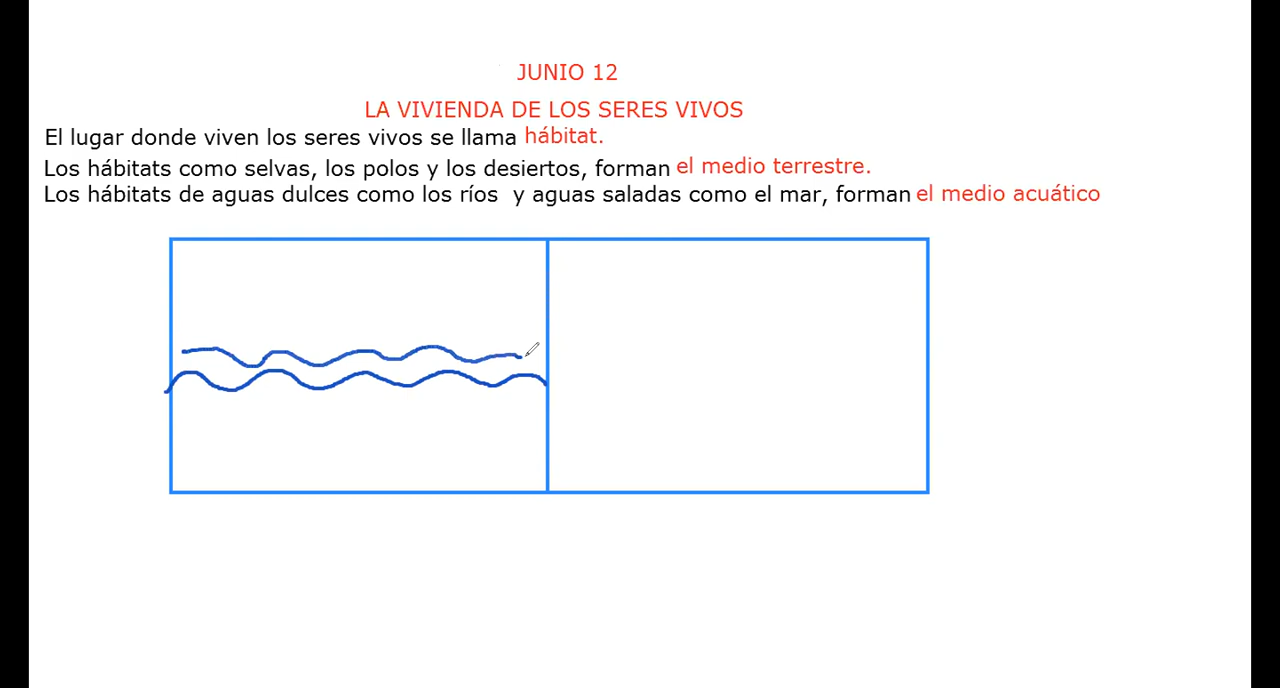 JUNIO 12
LA VIVIENDA DE LOS SERES VIVOS
El lugar donde viven los seres vivos se llama hábitat.
Los hábitats como selvas, los polos y los desiertos, forman el medio terrestre.
Los hábitats de aguas dulces como los ríos y aguas saladas como el mar, forman el medio acuático